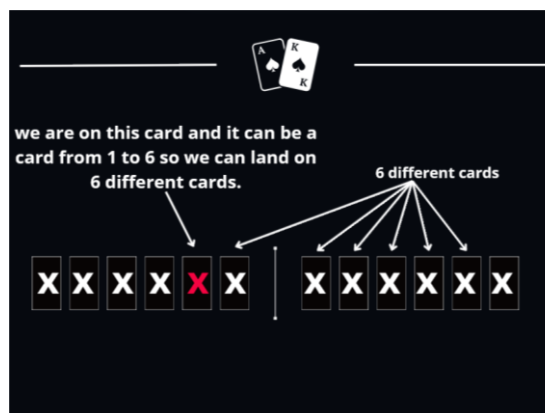 A K
K
we are on this card and it can be a
card from 1 to 6 so we can land on
6 different cards.
6 different cards
X X X X X X X X X X X X